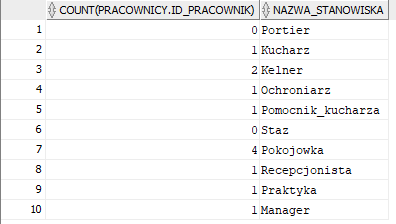 COUNT(PRACOWNICY.ID_PRACOWNIK) NAZWA_STANOWISKA
1 0 Portier
2 1 Kucharz
3 2 Kelner
4 1 Ochroniarz
5 1 Pomocnik_kucharza
6 0 Staz
7 4 Pokojowka
8 1 Recepcjonista
9 1 Praktyka
10 1 Manager